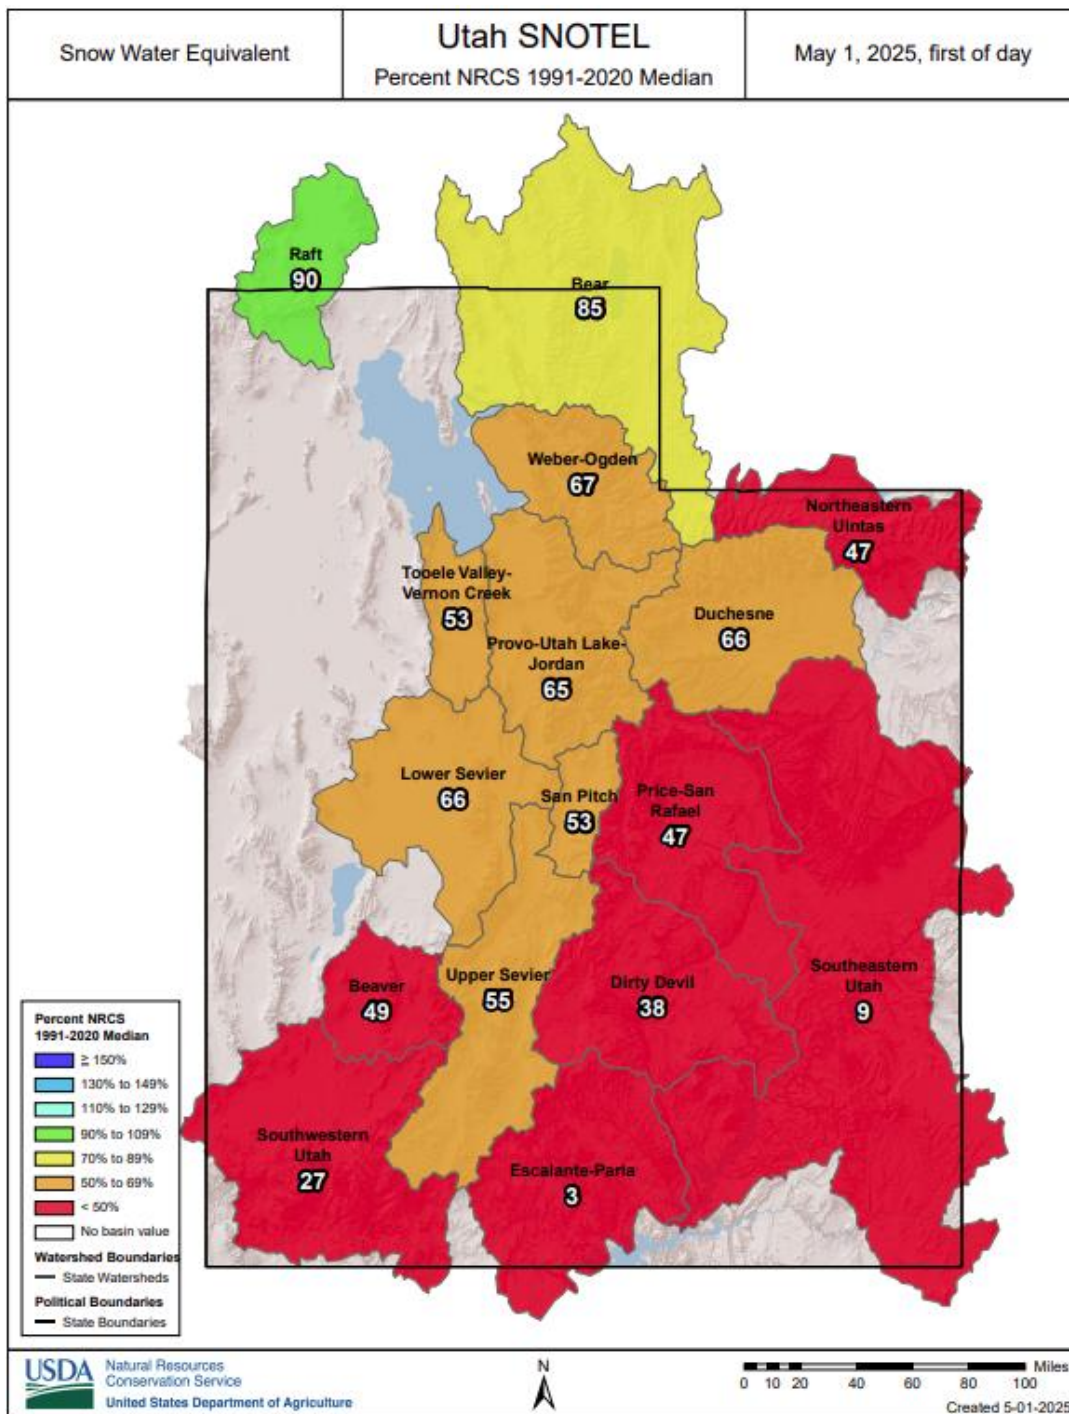 Snow Water Equivalent
Utah SNOTEL
Percent NRCS 1991-2020 Median
May 1, 2025, first of day
Raft
90
Bear
85
Weber-Ogden
67
Northeastern
Uintas
47
Tooele Valley-
Vernon Creek
53
Duchesne
66
Provo-Utah Lake-
Jordan
65
Lower Sevier
66
San Pitch
53
Price-San
Rafael
47
Upper Sevier
55
Beaver
49
Dirty Devil
38
Southeastern
Utah
9
Southwestern
Utah
27
Escalante-Paria
3
Percent NRCS
1991-2020 Median
≥ 150%
130% to 149%
110% to 129%
90% to 109%
70% to 89%
50% to 69%
< 50%
No basin value
Watershed Boundaries
State Watersheds
Political Boundaries
State Boundaries
USDA
Natural Resources
Conservation Service
United States Department of Agriculture
N
Miles
0 10 20 40 60 80 100
Created 5-01-2025